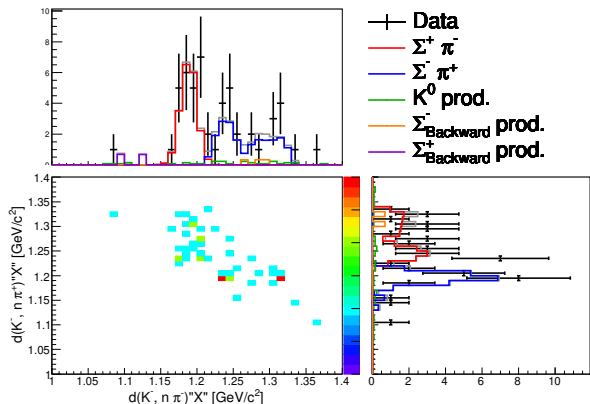 10
8
6
4
2
0
Data
Σ⁺ π⁻
Σ⁻ π⁺
K⁰ prod.
Σ⁻Backward prod.
Σ⁺Backward prod.
d(K⁻, n π⁺)"X" [GeV/c²]
1.4
1.35
1.3
1.25
1.2
1.15
1.1
1.05
1
1 1.05 1.1 1.15 1.2 1.25 1.3 1.35 1.4
d(K⁻, n π⁻)"X" [GeV/c²]
0 2 4 6 8 10